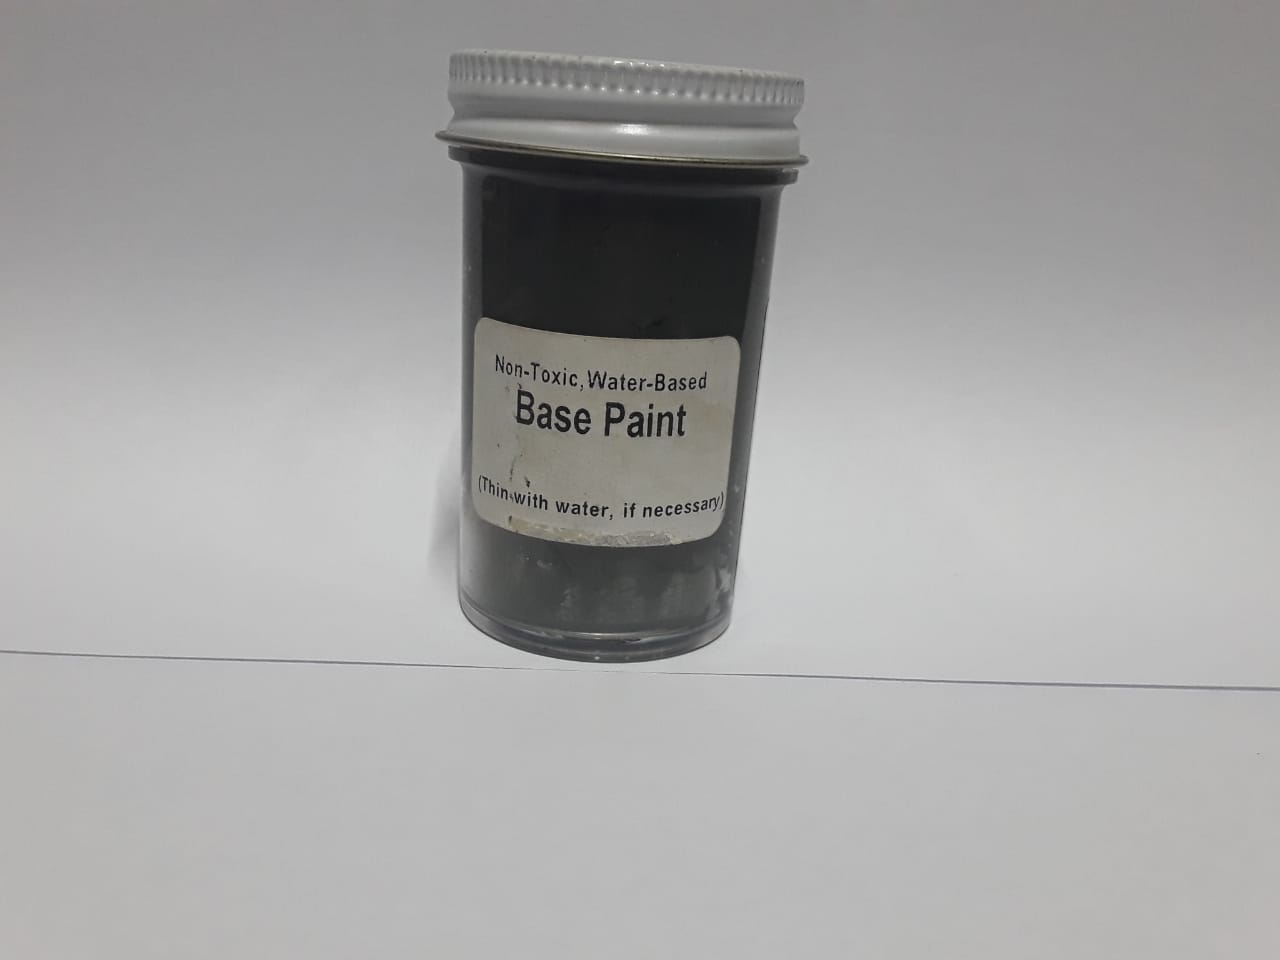 Non-Toxic, Water-Based
Base Paint
(Thin with water, if necessary)